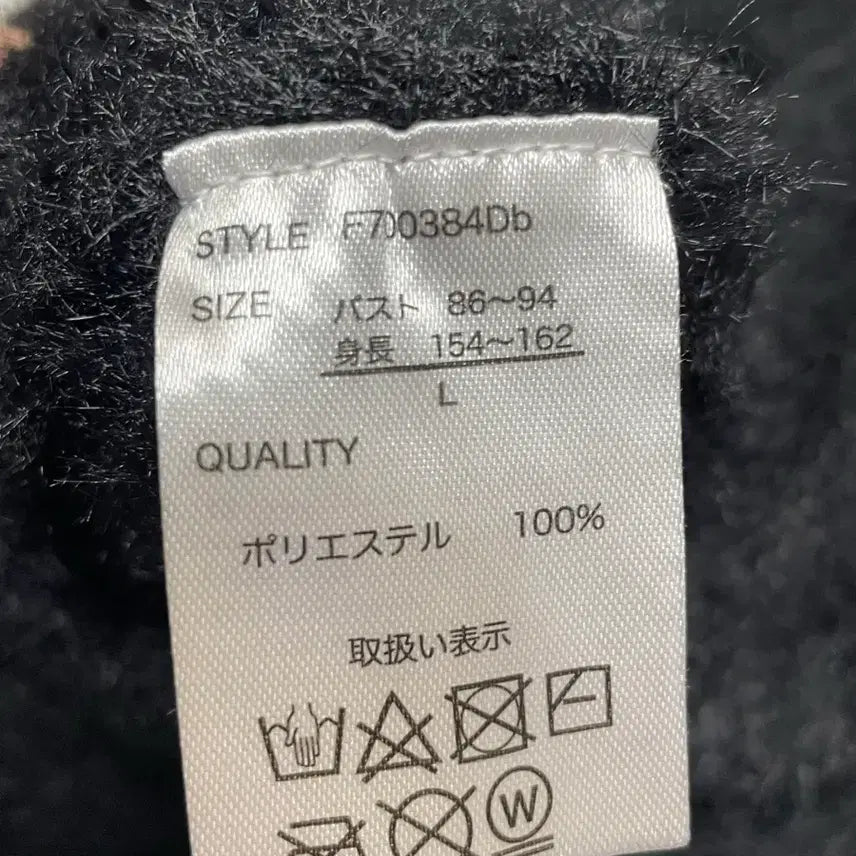 STYLE F700384Db
SIZE バスト 86～94
身長 154～162
L
QUALITY
ポリエステル 100%
取扱い表示
W